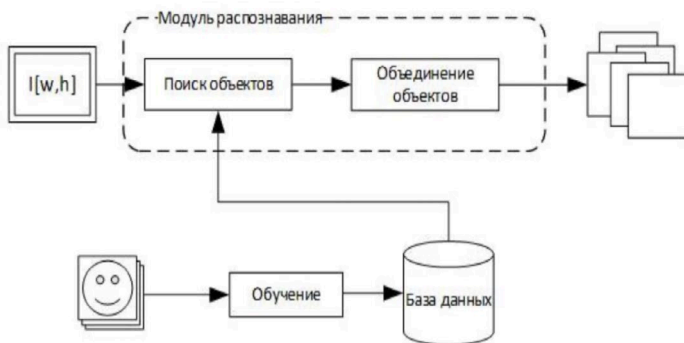 Модуль распознавания
I[w,h]
Поиск объектов
Объединение
объектов
Обучение
База данных